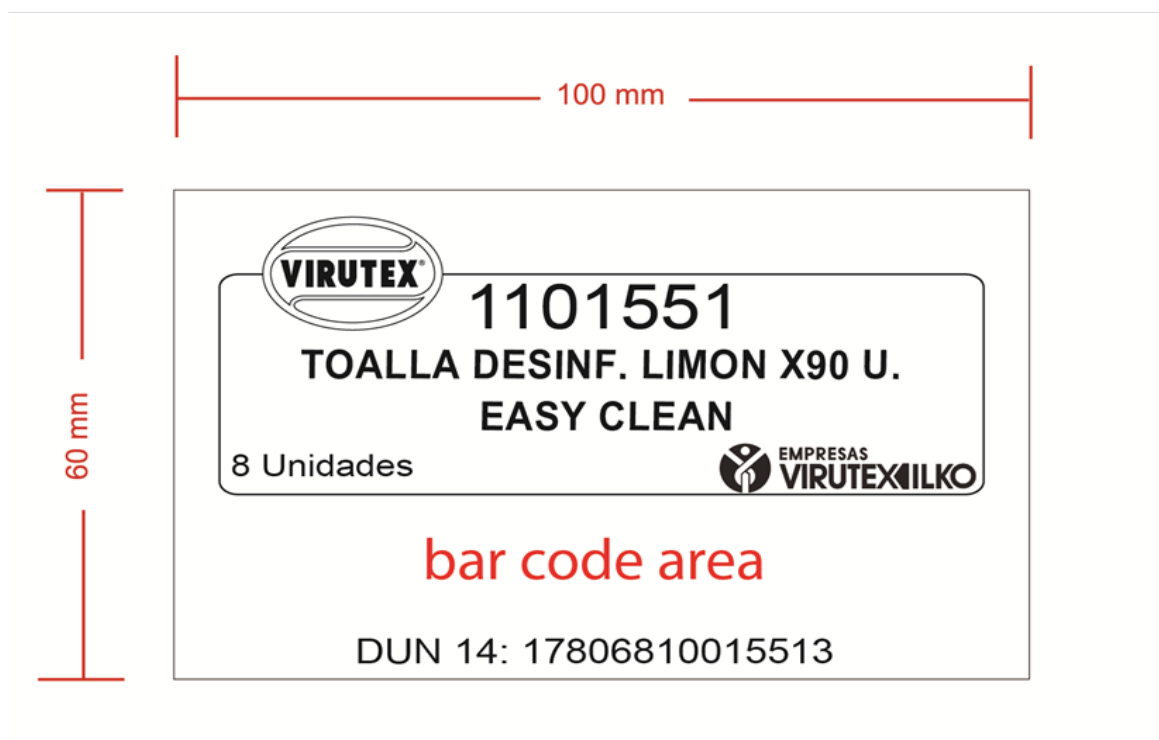 100 mm
60 mm
VIRUTEX®
1101551
TOALLA DESINF. LIMON X90 U.
EASY CLEAN
8 Unidades
EMPRESAS
VIRUTEX ILKO
bar code area
DUN 14: 17806810015513